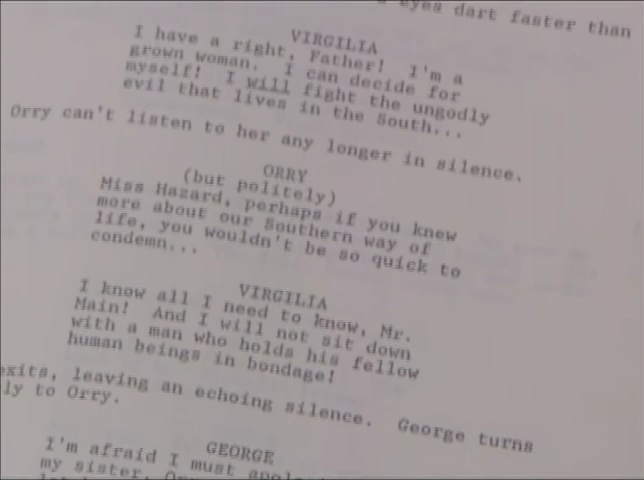 eyes dart faster than
VIRGILIA
I have a right, Father! I'm a
grown woman. I can decide for
myself! I will fight the ungodly
evil that lives in the South...
Orry can't listen to her any longer in silence.
ORRY
(but politely)
Miss Hazard, perhaps if you knew
more about our Southern way of
life, you wouldn't be so quick to
condemn...
VIRGILIA
I know all I need to know, Mr.
Main! And I will not sit down
with a man who holds his fellow
human beings in bondage!
exits, leaving an echoing silence. George turns
ly to Orry.
GEORGE
I'm afraid I must
my sister,